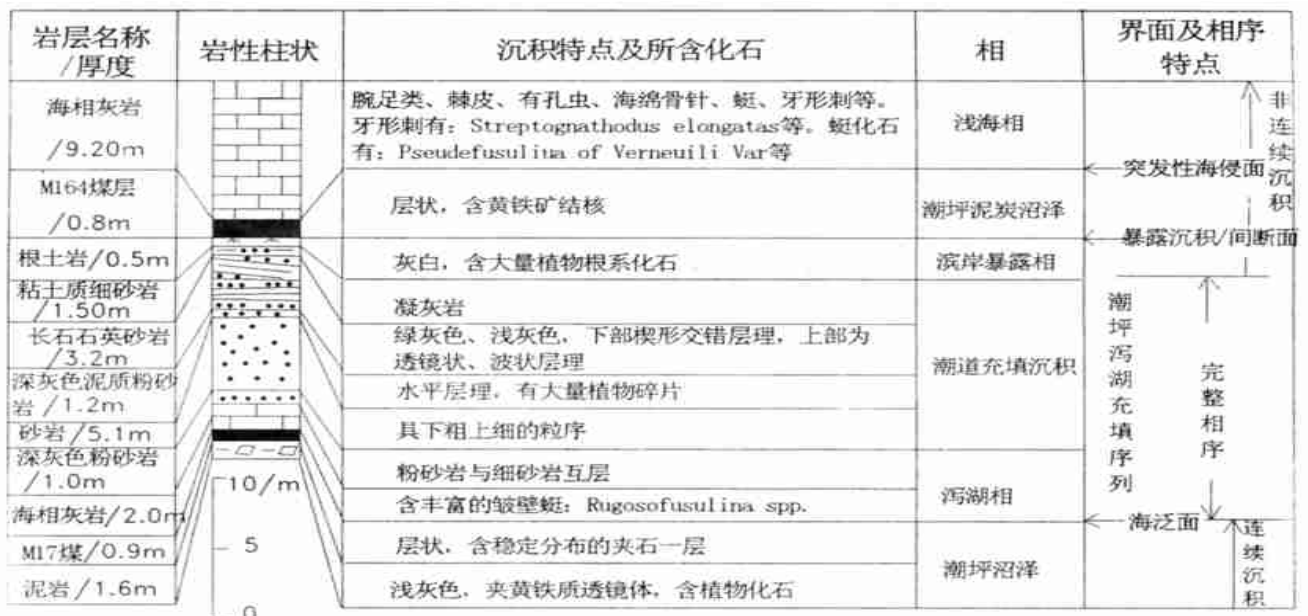 岩层名称
/厚度
岩性柱状
沉积特点及所含化石
相
界面及相序
特点
海相灰岩
/9.20m
腕足类、棘皮、有孔虫、海绵骨针、蜓、牙形刺等。
牙形刺有: Streptognathodus elongatas等。蜓化石
有: Pseudefusuliua of Verneuili Var等
浅海相
非连续沉积
突发性海侵面
M164煤层
/0.8m
层状，含黄铁矿结核
潮坪泥炭沼泽
暴露沉积/间断面
根土岩/0.5m
灰白，含大量植物根系化石
滨岸暴露相
粘土质细砂岩
/1.50m
凝灰岩
长石石英砂岩
/3.2m
绿灰色、浅灰色，下部楔形交错层理，上部为
透镜状、波状层理
潮道充填沉积
潮坪泻湖充填序列
完整相序
深灰色泥质粉砂
岩/1.2m
水平层理，有大量植物碎片
砂岩/5.1m
具下粗上细的粒序
深灰色粉砂岩
/1.0m
粉砂岩与细砂岩互层
泻湖相
海相灰岩/2.0m
含丰富的皱壁蜓: Rugosofusulina spp.
海泛面
M17煤/0.9m
层状，含稳定分布的夹石一层
潮坪沼泽
连续沉积
泥岩/1.6m
浅灰色，夹黄铁质透镜体，含植物化石
10/m
5
0